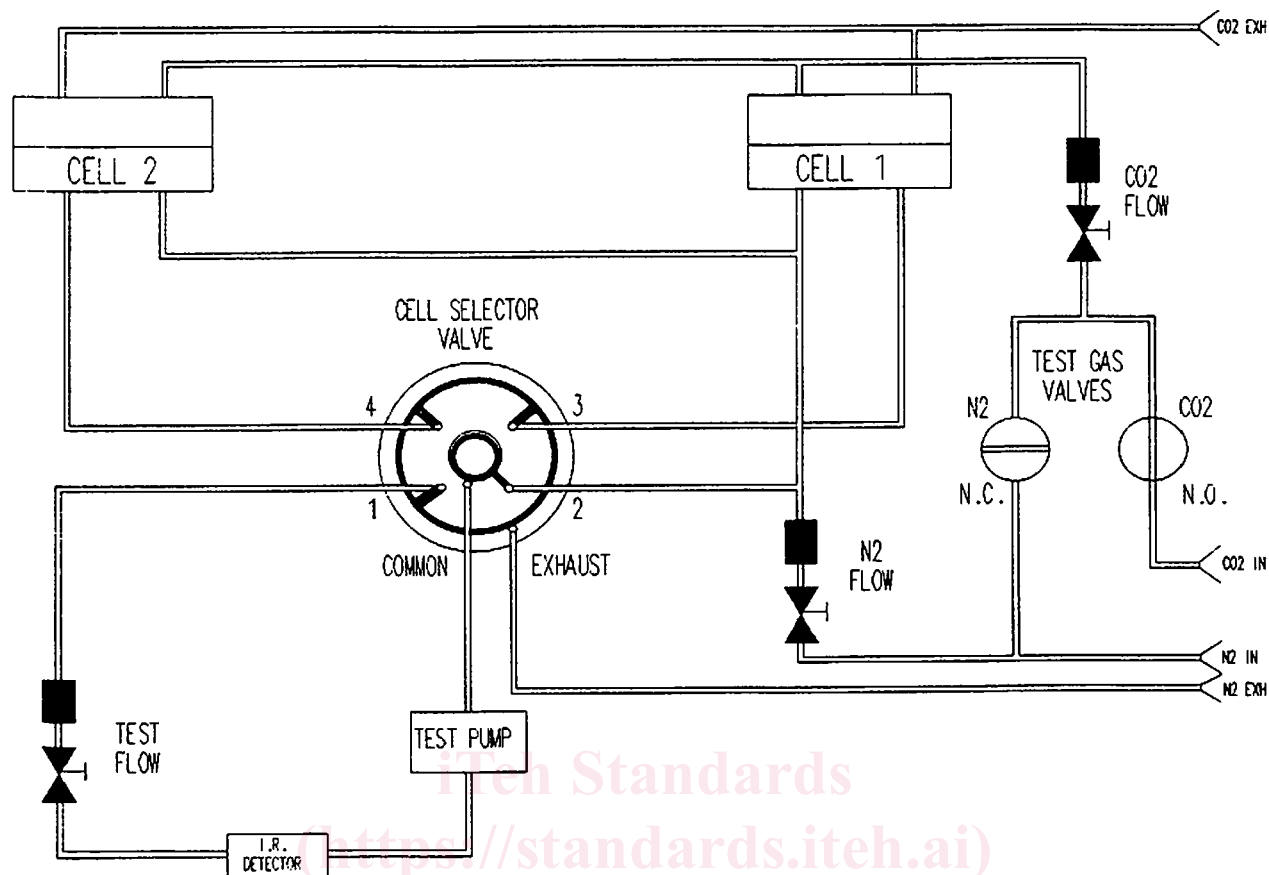 CO2 EXH
CELL 2
CELL 1
CO2
FLOW
CELL SELECTOR
VALVE
TEST GAS
VALVES
4
3
N2
CO2
N.C.
N.O.
1
2
COMMON
EXHAUST
N2
FLOW
CO2 IN
N2 IN
N2 EXH
TEST
FLOW
TEST PUMP
I.R.
DETECTOR
iTeh Standards
(https://standards.iteh.ai)